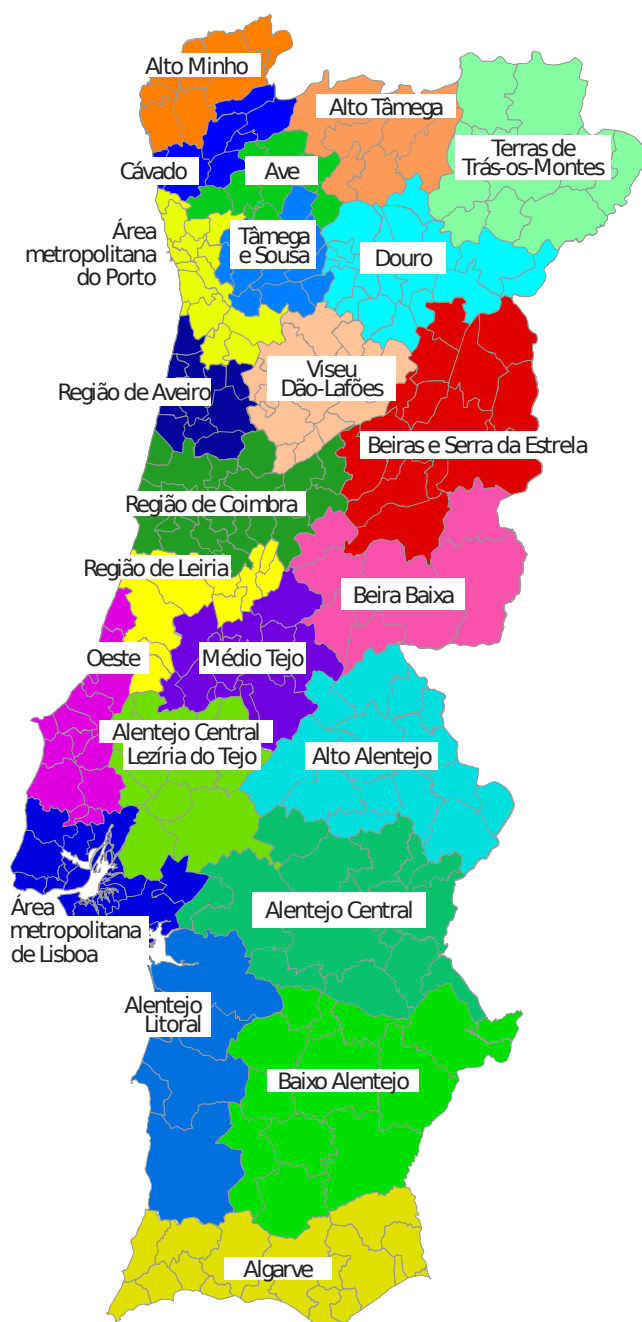 Alto Minho
Alto Tâmega
Terras de
Trás-os-Montes
Cávado
Ave
Área
metropolitana
do Porto
Tâmega
e Sousa
Douro
Viseu
Dão-Lafões
Região de Aveiro
Beiras e Serra da Estrela
Região de Coimbra
Região de Leiria
Beira Baixa
Oeste
Médio Tejo
Alentejo Central
Lezíria do Tejo
Alto Alentejo
Área
metropolitana
de Lisboa
Alentejo Central
Alentejo
Litoral
Baixo Alentejo
Algarve